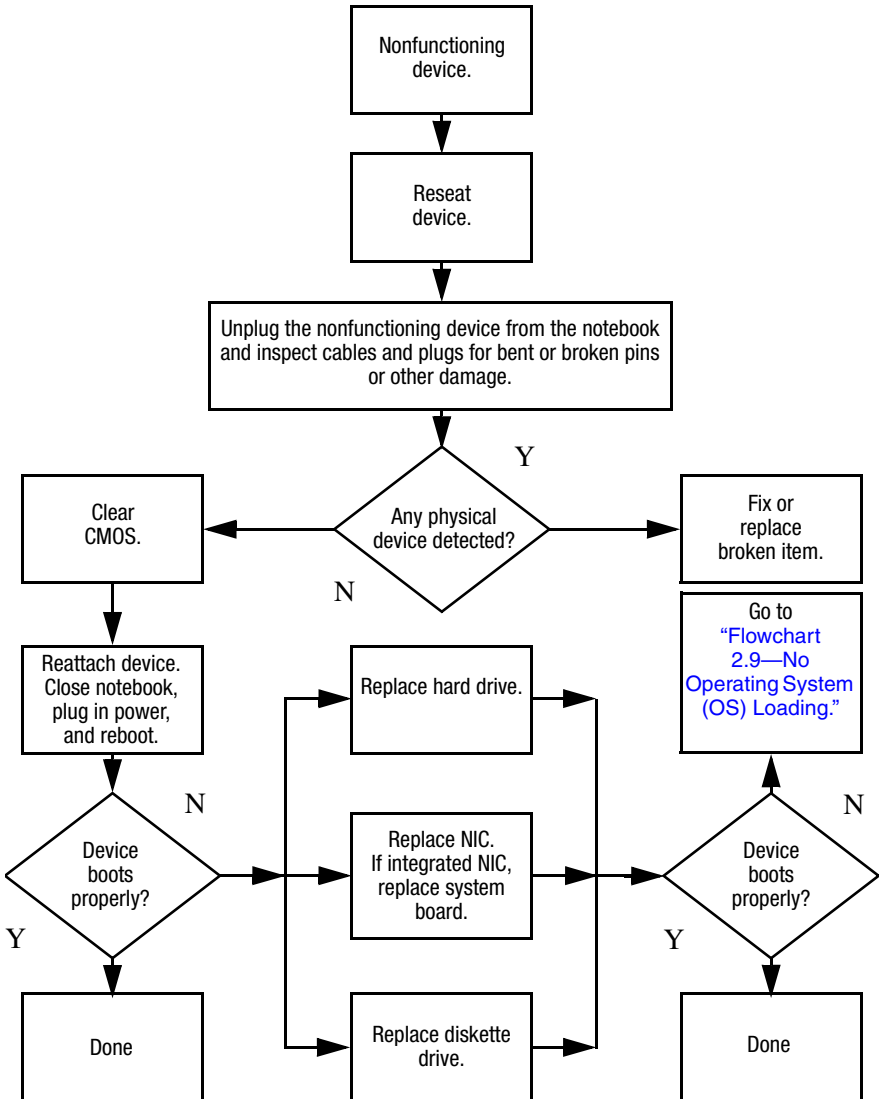 Nonfunctioning
device.
Reseat
device.
Unplug the nonfunctioning device from the notebook
and inspect cables and plugs for bent or broken pins
or other damage.
Y
Clear
CMOS.
Any physical
device detected?
Fix or
replace
broken item.
N
Go to
“Flowchart
2.9—No
Operating System
(OS) Loading.”
Reattach device.
Close notebook,
plug in power,
and reboot.
Replace hard drive.
N
N
Device
boots
properly?
Replace NIC.
If integrated NIC,
replace system
board.
Device
boots
properly?
Y
Y
Done
Replace diskette
drive.
Done